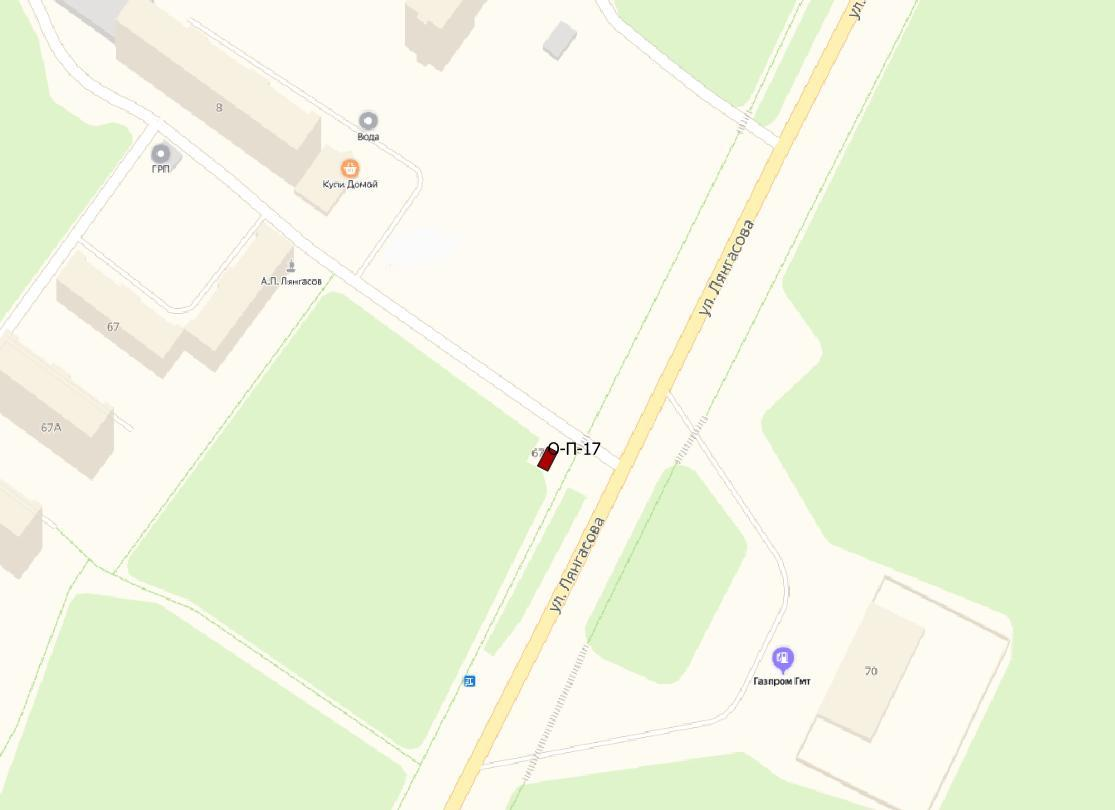 ул.
8
Вода
ГРП
Купи Домой
ул. Лянгасова
А.П. Лянгасов
67
67А
О-П-17
ул. Лянгасова
Газпром Гмт
70